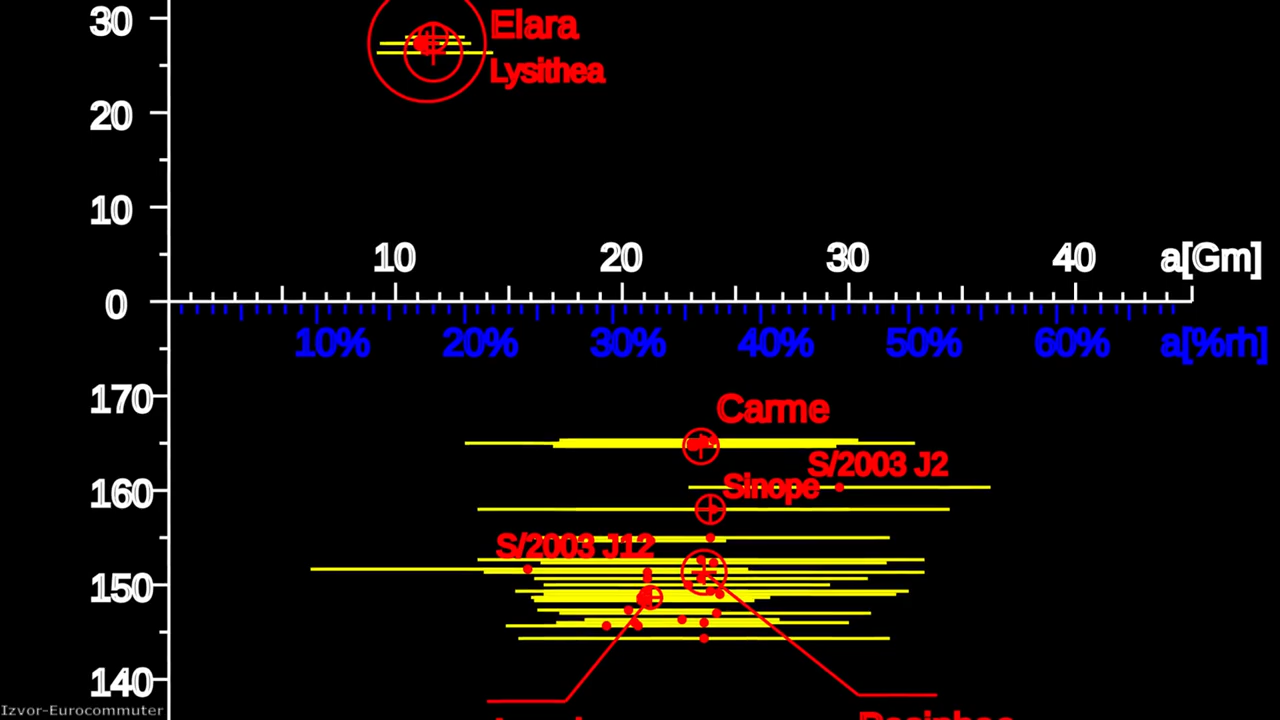 30
Elara
Lysithea
20
10
10 20 30 40 a[Gm]
0
10% 20% 30% 40% 50% 60% a[%rh]
170
Carme
S/2003 J2
160
Sinope
S/2003 J12
150
140
Izvor-Eurocommuter